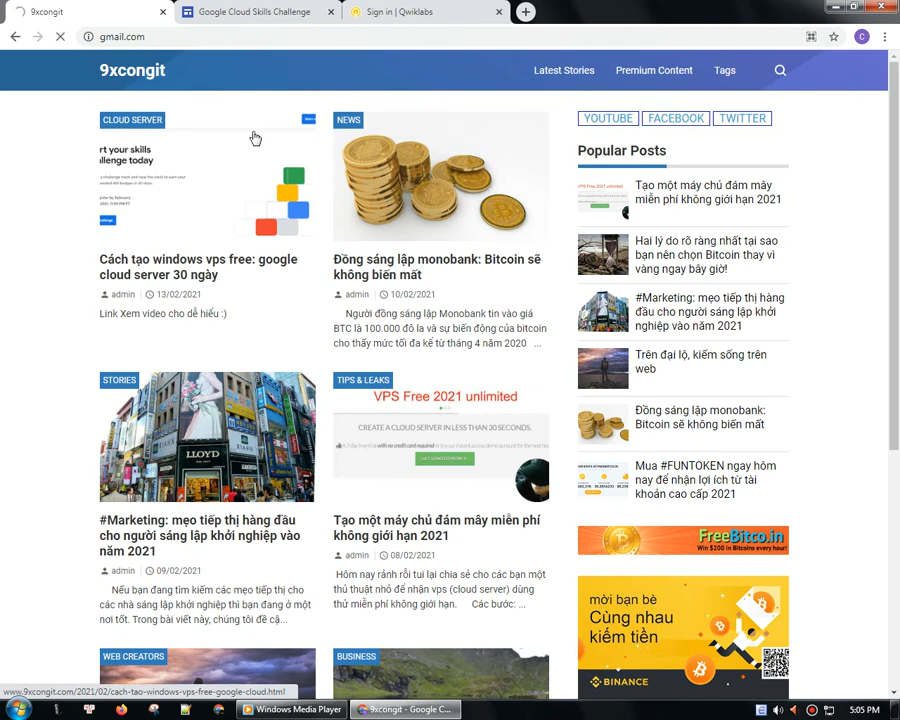 9xcongit
Google Cloud Skills Challenge
Sign in | Qwiklabs
gmail.com
C
9xcongit
Latest Stories
Premium Content
Tags
CLOUD SERVER
rt your skills
llenge today
NEWS
YOUTUBE
FACEBOOK
TWITTER
Popular Posts
Tạo một máy chủ đám mây
miễn phí không giới hạn 2021
Hai lý do rõ ràng nhất tại sao
bạn nên chọn Bitcoin thay vì
vàng ngay bây giờ!
#Marketing: mẹo tiếp thị hàng
đầu cho người sáng lập khởi
nghiệp vào năm 2021
Trên đại lộ, kiếm sống trên
web
Đồng sáng lập monobank:
Bitcoin sẽ không biến mất
Mua #FUNTOKEN ngay hôm
nay để nhận lợi ích từ tài
khoản cao cấp 2021
Cách tạo windows vps free: google
cloud server 30 ngày
admin
13/02/2021
Link Xem video cho dễ hiểu :)
Đồng sáng lập monobank: Bitcoin sẽ
không biến mất
admin
10/02/2021
Người đồng sáng lập Monobank tin vào giá
BTC là 100.000 đô la và sự biến động của bitcoin
cho thấy mức tối đa kể từ tháng 4 năm 2020 ...
STORIES
LLOYD
TIPS & LEAKS
VPS Free 2021 unlimited
CREATE A CLOUD SERVER IN LESS THAN 30 SECONDS.
#Marketing: mẹo tiếp thị hàng đầu
cho người sáng lập khởi nghiệp vào
năm 2021
admin
09/02/2021
Nếu bạn đang tìm kiếm các mẹo tiếp thị cho
các nhà sáng lập khởi nghiệp thì bạn đang ở một
nơi tốt. Trong bài viết này, chúng tôi đề cậ...
Tạo một máy chủ đám mây miễn phí
không giới hạn 2021
admin
08/02/2021
Hôm nay rảnh rỗi tui lại chia sẻ cho các bạn một
thủ thuật nhỏ để nhận vps (cloud server) dùng
thử miễn phí không giới hạn. Các bước: ...
FreeBitco.in
Win $200 in Bitcoins every hour!
mời bạn bè
Cùng nhau
kiếm tiền
BINANCE
WEB CREATORS
BUSINESS
www.9xcongit.com/2021/02/cach-tao-windows-vps-free-google-cloud.html
Windows Media Player
9xcongit - Google C...
5:05 PM